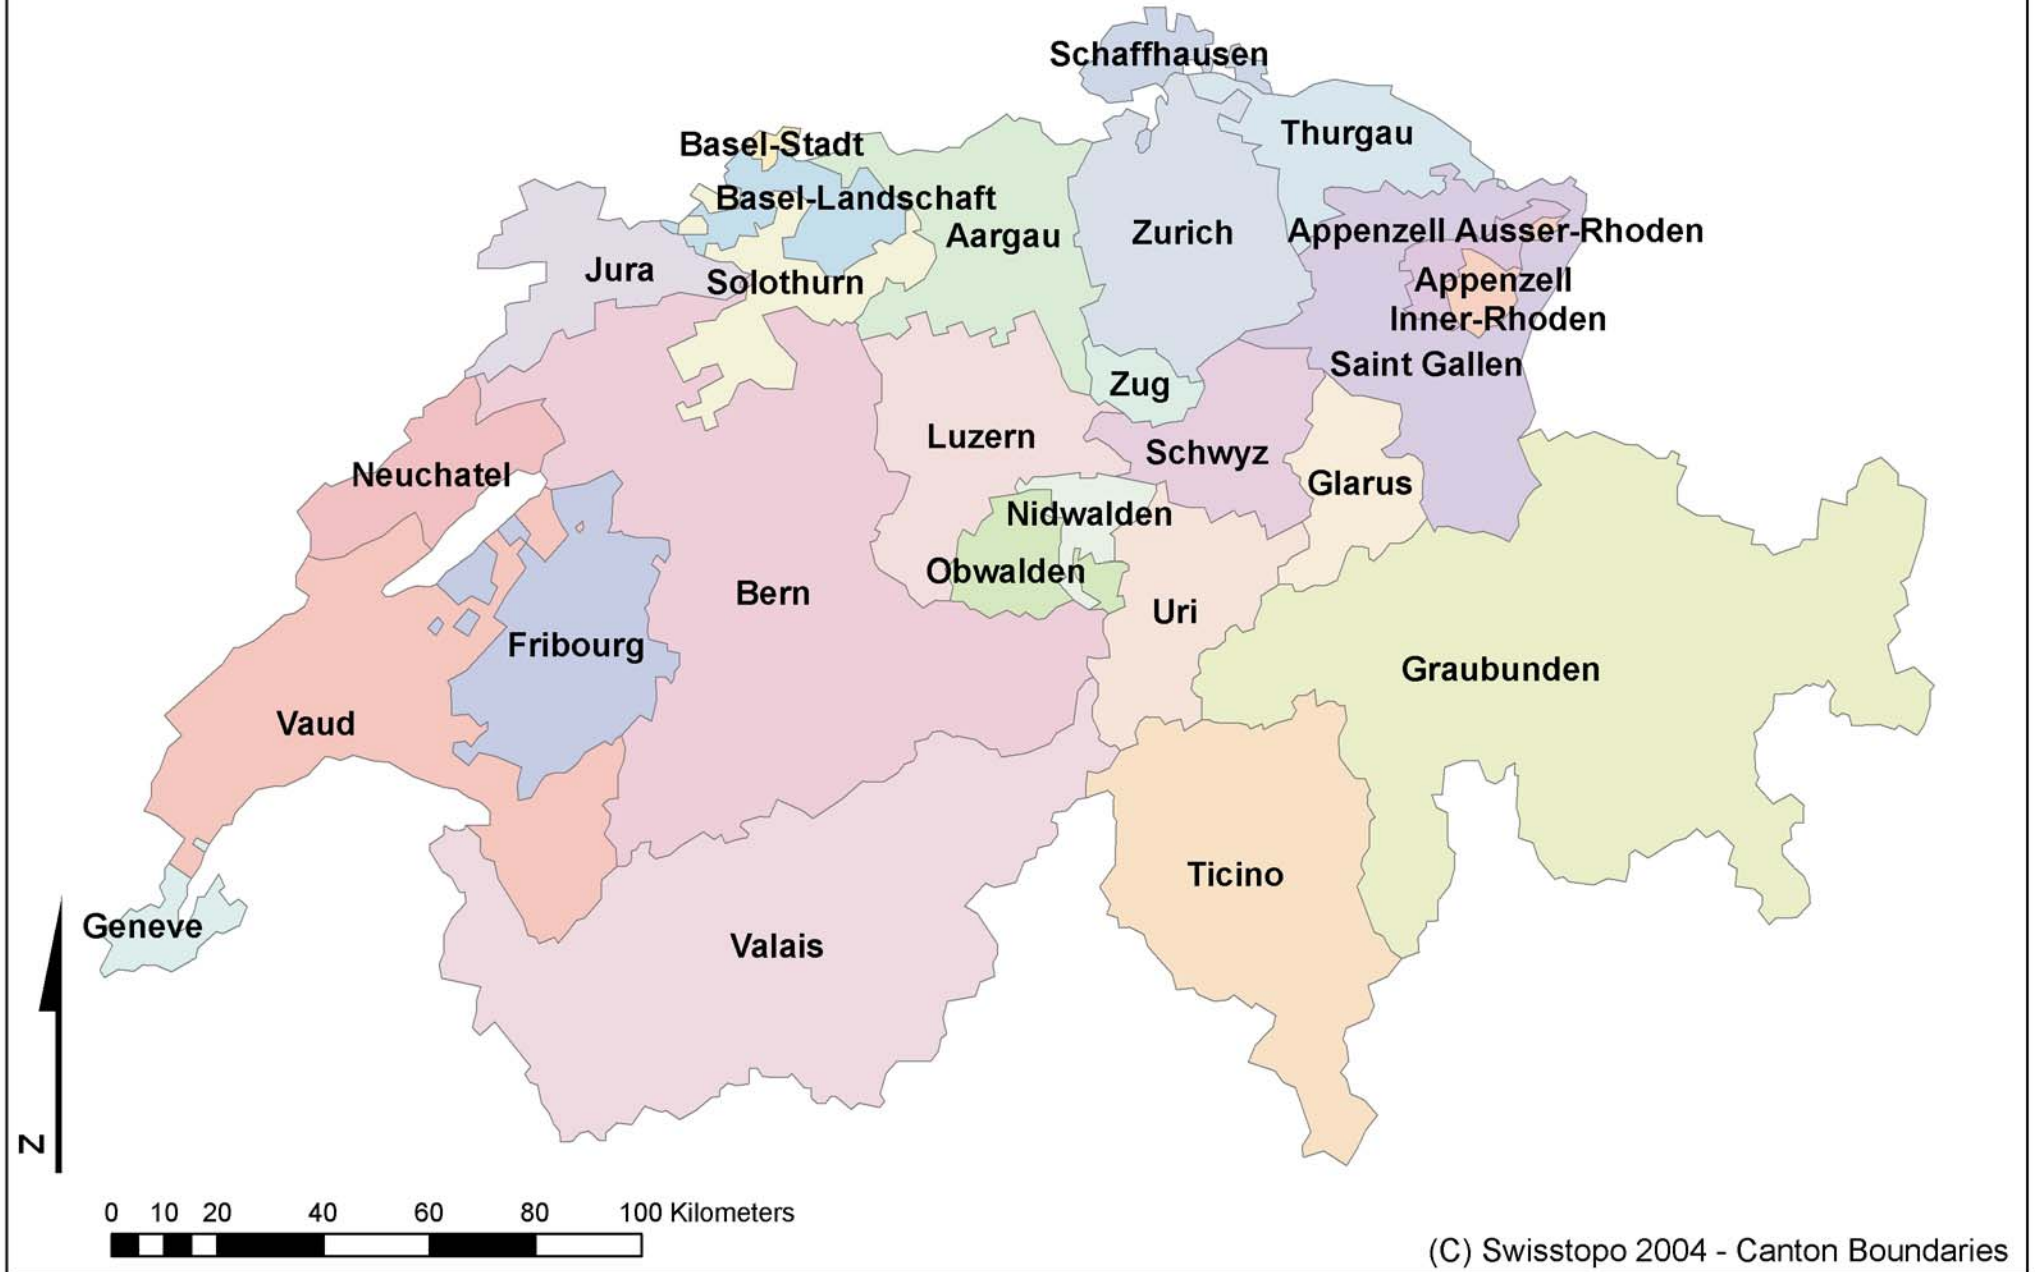 Schaffhausen
Thurgau
Basel-Stadt
Basel-Landschaft
Aargau
Zurich
Appenzell Ausser-Rhoden
Jura
Solothurn
Appenzell
Inner-Rhoden
Saint Gallen
Zug
Luzern
Schwyz
Neuchatel
Glarus
Nidwalden
Obwalden
Bern
Uri
Fribourg
Graubunden
Vaud
Ticino
Geneve
Valais
N
0 10 20 40 60 80 100 Kilometers
(C) Swisstopo 2004 - Canton Boundaries